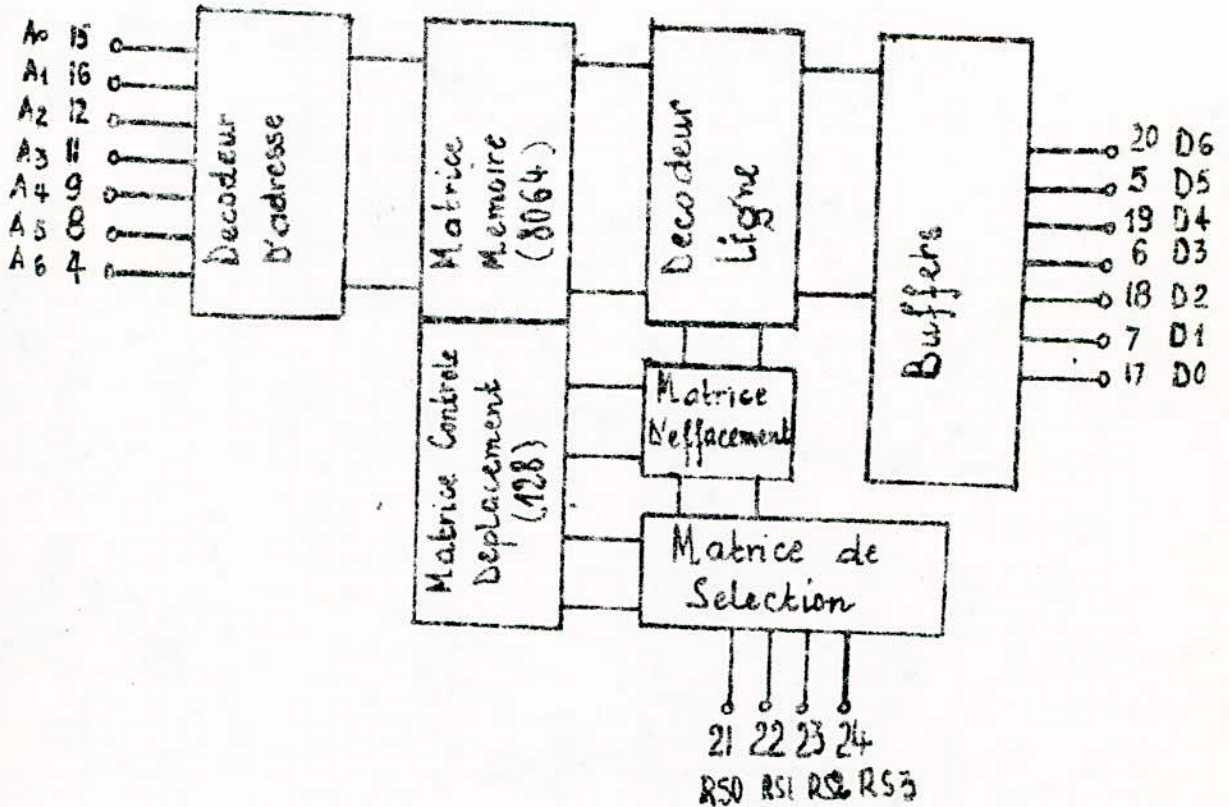 A0 15
A1 16
A2 12
A3 11
A4 9
A5 8
A6 4
Decodeur
D'adresse
Matrice
Memoire
(8064)
Decodeur
Ligne
Buffers
20 D6
5 D5
19 D4
6 D3
18 D2
7 D1
17 D0
Matrice Contrôle
Deplacement
(128)
Matrice
D'effacement
Matrice de
Selection
21 22 23 24
RS0 RS1 RS2 RS3